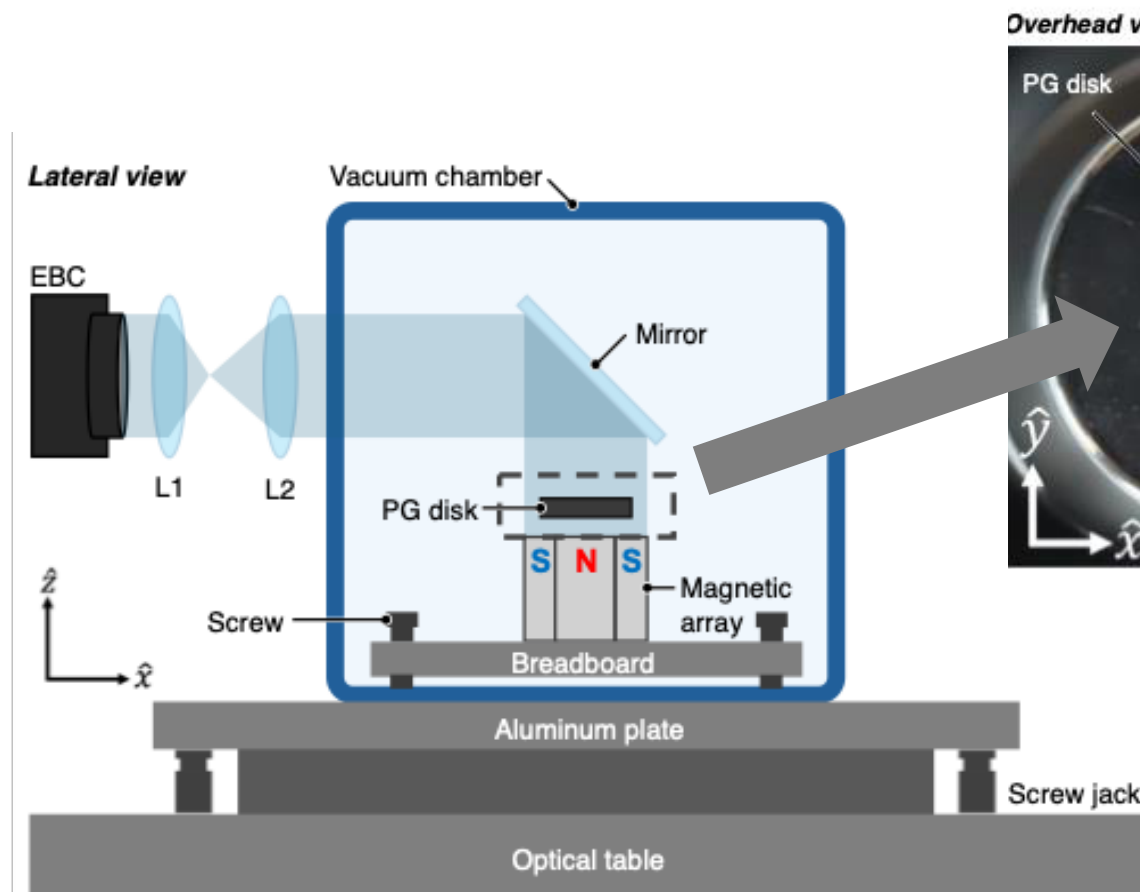 Overhead v
PG disk
Lateral view
Vacuum chamber
EBC
Mirror
L1
L2
PG disk
S N S
Magnetic
array
Screw
Breadboard
Aluminum plate
Screw jack
Optical table
ẑ
x̂
ŷ
x̂